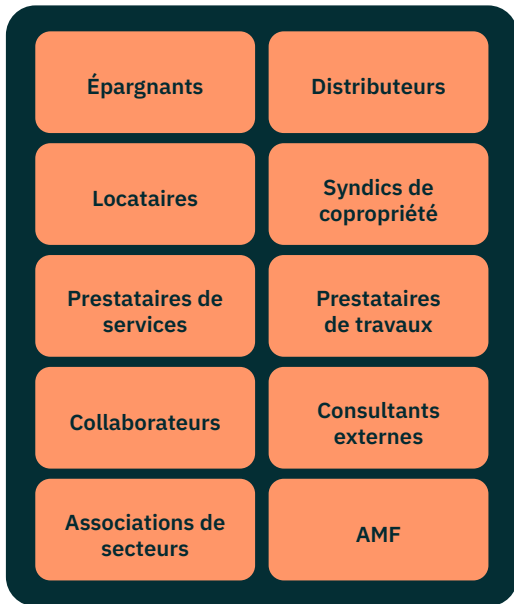 Épargnants
Distributeurs
Locataires
Syndics de
copropriété
Prestataires de
services
Prestataires
de travaux
Collaborateurs
Consultants
externes
Associations de
secteurs
AMF